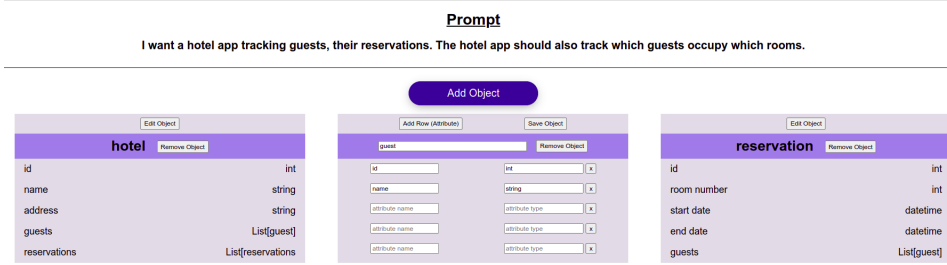 Prompt
I want a hotel app tracking guests, their reservations. The hotel app should also track which guests occupy which rooms.
Add Object
Edit Object
hotel Remove Object
id int
name string
address string
guests List[guest]
reservations List[reservations
Add Row (Attribute) Save Object
guest Remove Object
id int x
name string x
attribute name attribute type x
attribute name attribute type x
attribute name attribute type x
Edit Object
reservation Remove Object
id int
room number int
start date datetime
end date datetime
guests List[guest]